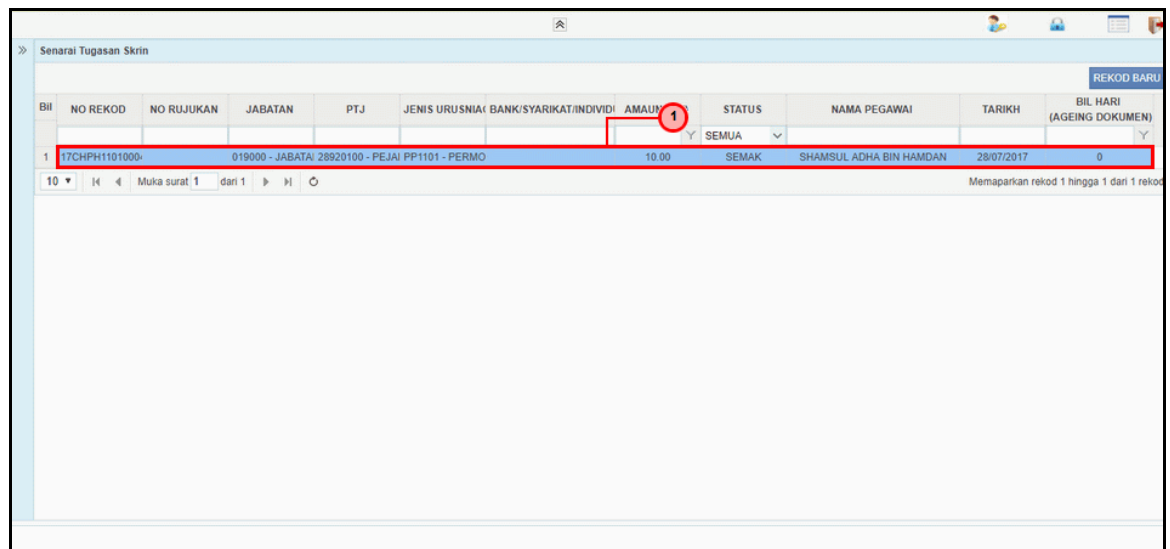 Senarai Tugasan Skrin
REKOD BARU
Bil NO REKOD NO RUJUKAN JABATAN PTJ JENIS URUSNIA BANK/SYARIKAT/INDIVIDU AMAUN STATUS NAMA PEGAWAI TARIKH BIL HARI (AGEING DOKUMEN)
1
SEMUA
1 17CHPH1101000 019000 - JABATA 28920100 - PEJA PP1101 - PERMO 10.00 SEMAK SHAMSUL ADHA BIN HAMDAN 28/07/2017 0
10 Muka surat 1 dari 1 Memaparkan rekod 1 hingga 1 dari 1 rekod